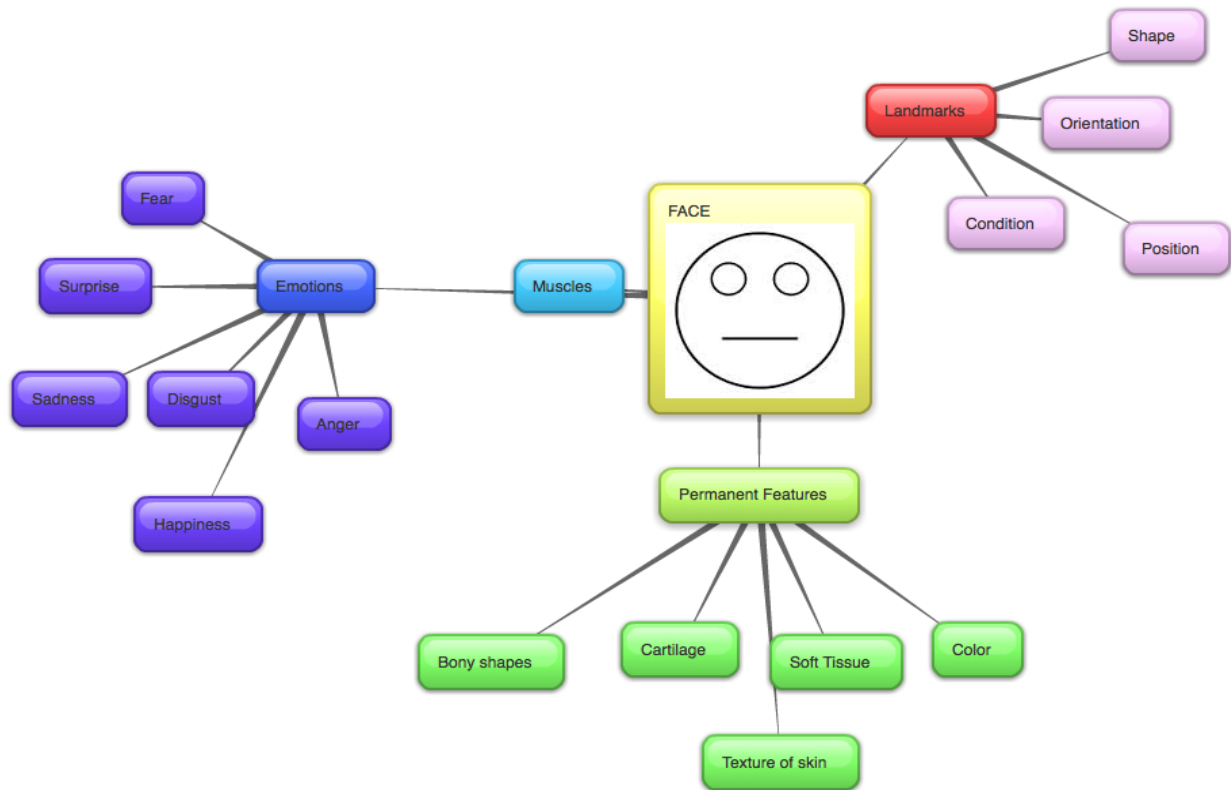 Shape
Landmarks
Orientation
Fear
FACE
Condition
Position
Surprise
Emotions
Muscles
Sadness
Disgust
Anger
Permanent Features
Happiness
Bony shapes
Cartilage
Soft Tissue
Color
Texture of skin